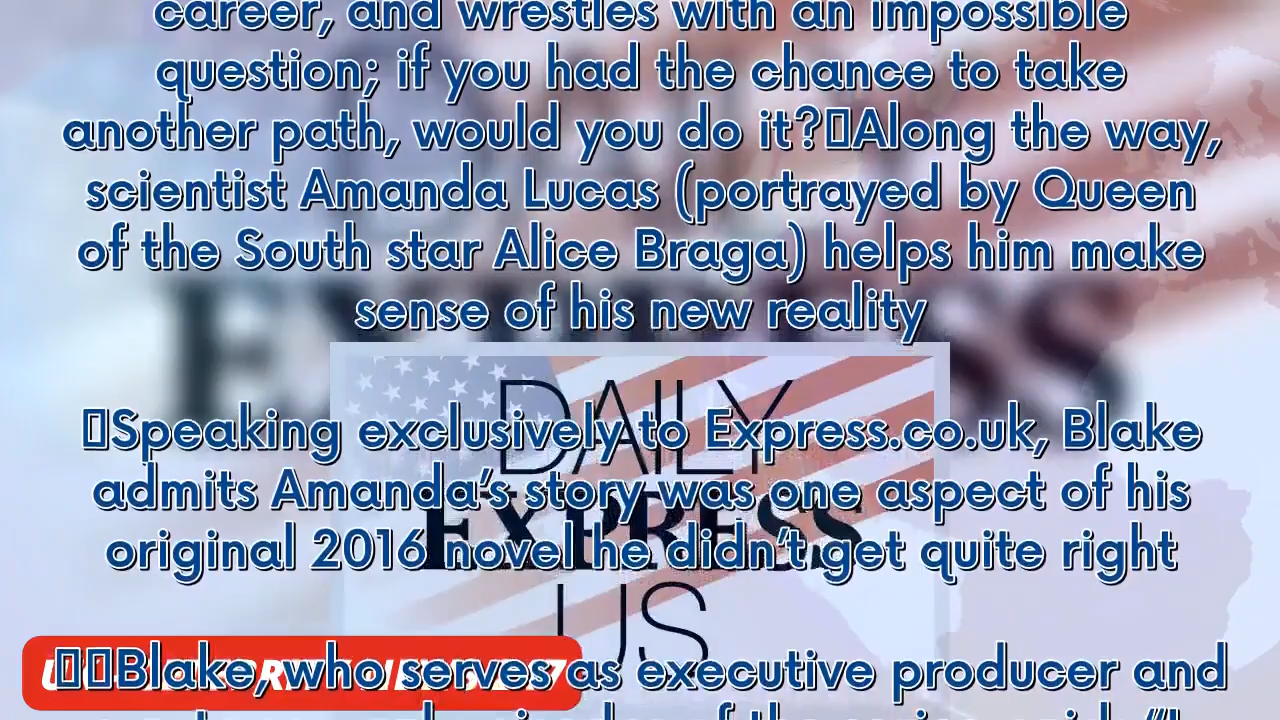 career, and wrestles with an impossible
question; if you had the chance to take
another path, would you do it?▯Along the way,
scientist Amanda Lucas (portrayed by Queen
of the South star Alice Braga) helps him make
sense of his new reality
DAILY
▯Speaking exclusively to Express.co.uk, Blake
admits Amanda’s story was one aspect of his
EXPRESS
original 2016 novel he didn’t get quite right
US
▯▯Blake, who serves as executive producer and